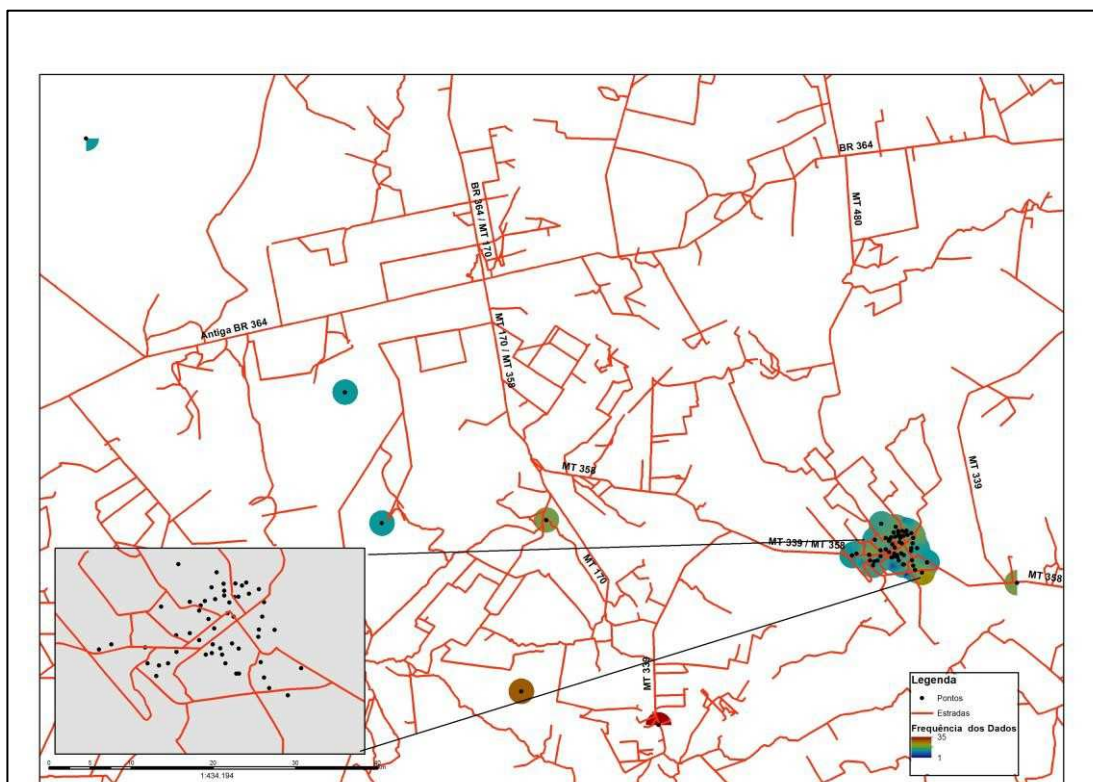 BR 364
BR 364 / MT 170
MT 480
Antiga BR 364
MT 170 / MT 358
MT 358
MT 339
MT 339 / MT 358
MT 170
MT 358
MT 339
Legenda
Pontos
Estradas
Frequência dos Dados
35
1
0 5 10 20 30
1:434.194